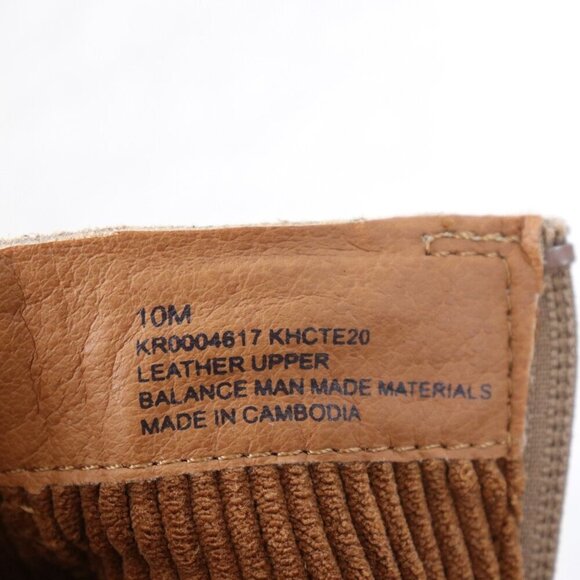 10M
KR0004617 KHCTE20
LEATHER UPPER
BALANCE MAN MADE MATERIALS
MADE IN CAMBODIA